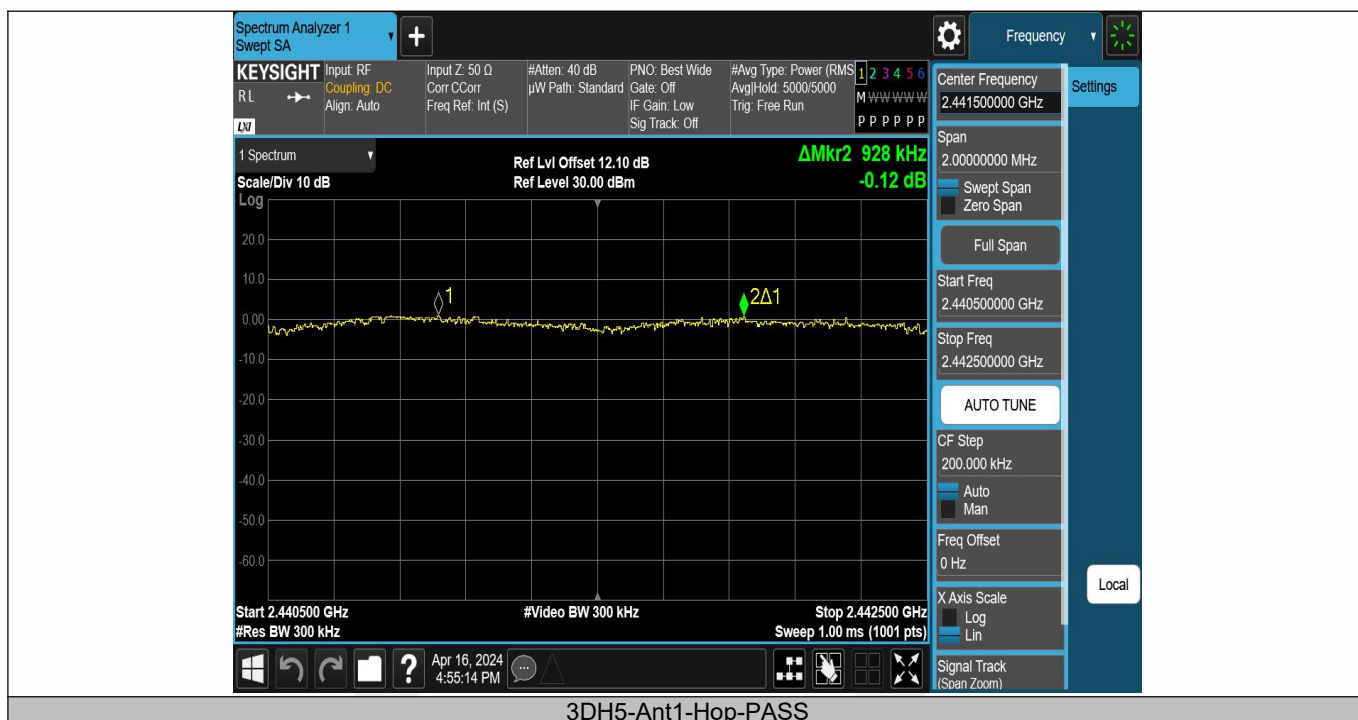 Spectrum Analyzer 1
Swept SA
Frequency
KEYSIGHT
RL
LXI
Input: RF
Coupling: DC
Align: Auto
Input Z: 50 Ω
Corr CCorr
Freq Ref: Int (S)
#Atten: 40 dB
µW Path: Standard
PNO: Best Wide
Gate: Off
IF Gain: Low
Sig Track: Off
#Avg Type: Power (RMS
Avg|Hold: 5000/5000
Trig: Free Run
1 2 3 4 5 6
M W W W W W
P P P P P P
1 Spectrum
Scale/Div 10 dB
Log
Ref Lvl Offset 12.10 dB
Ref Level 30.00 dBm
ΔMkr2 928 kHz
-0.12 dB
20.0
10.0
0.00
-10.0
-20.0
-30.0
-40.0
-50.0
-60.0
1
2Δ1
Start 2.440500 GHz
#Res BW 300 kHz
#Video BW 300 kHz
Stop 2.442500 GHz
Sweep 1.00 ms (1001 pts)
Apr 16, 2024
4:55:14 PM
Center Frequency
2.441500000 GHz
Settings
Span
2.00000000 MHz
Swept Span
Zero Span
Full Span
Start Freq
2.440500000 GHz
Stop Freq
2.442500000 GHz
AUTO TUNE
CF Step
200.000 kHz
Auto
Man
Freq Offset
0 Hz
X Axis Scale
Log
Lin
Local
Signal Track
(Span Zoom)
3DH5-Ant1-Hop-PASS